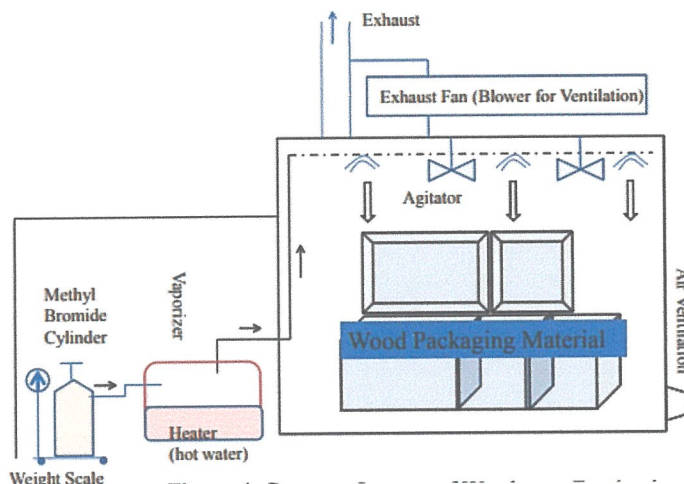 Exhaust
Exhaust Fan (Blower for Ventilation)
Agitator
Air Ventilation
Vaporizer
Methyl
Bromide
Cylinder
Wood Packaging Material
Heater
(hot water)
Weight Scale